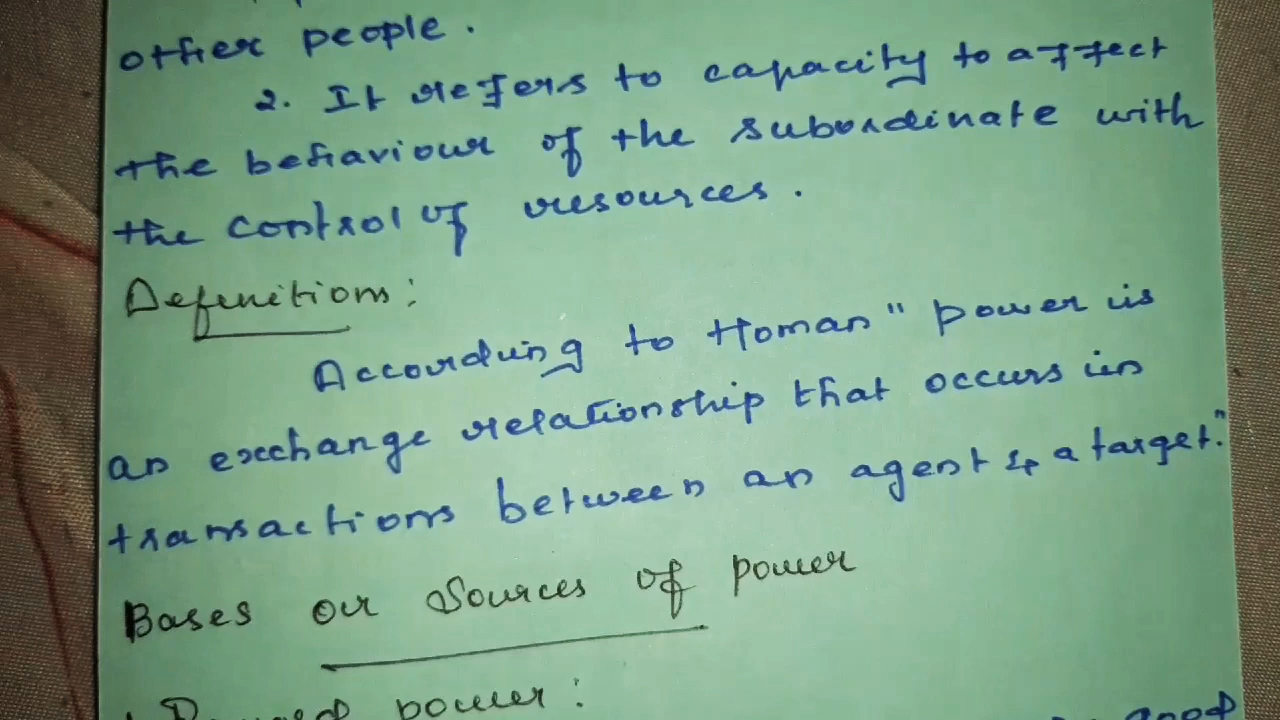 other people.
2. It refers to capacity to affect
the behaviour of the subordinate with
the control of resources.
Definitions:
According to Homan " power is
an exchange relationship that occurs in
transactions between an agent & a target."
Bases or Sources of power
power: